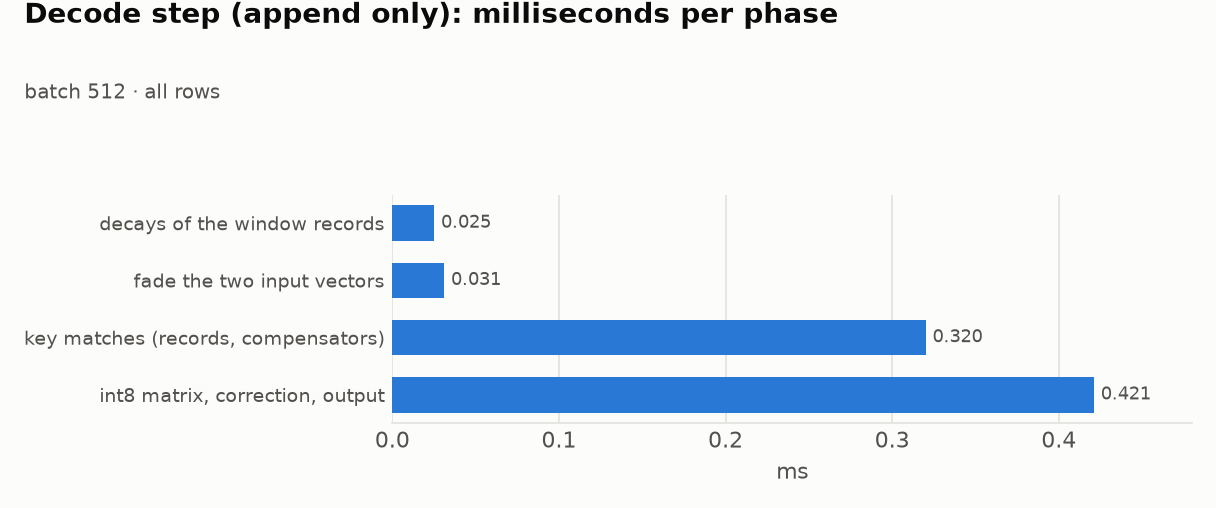 Decode step (append only): milliseconds per phase
batch 512 · all rows
decays of the window records 0.025
fade the two input vectors 0.031
key matches (records, compensators) 0.320
int8 matrix, correction, output 0.421
0.0 0.1 0.2 0.3 0.4
ms